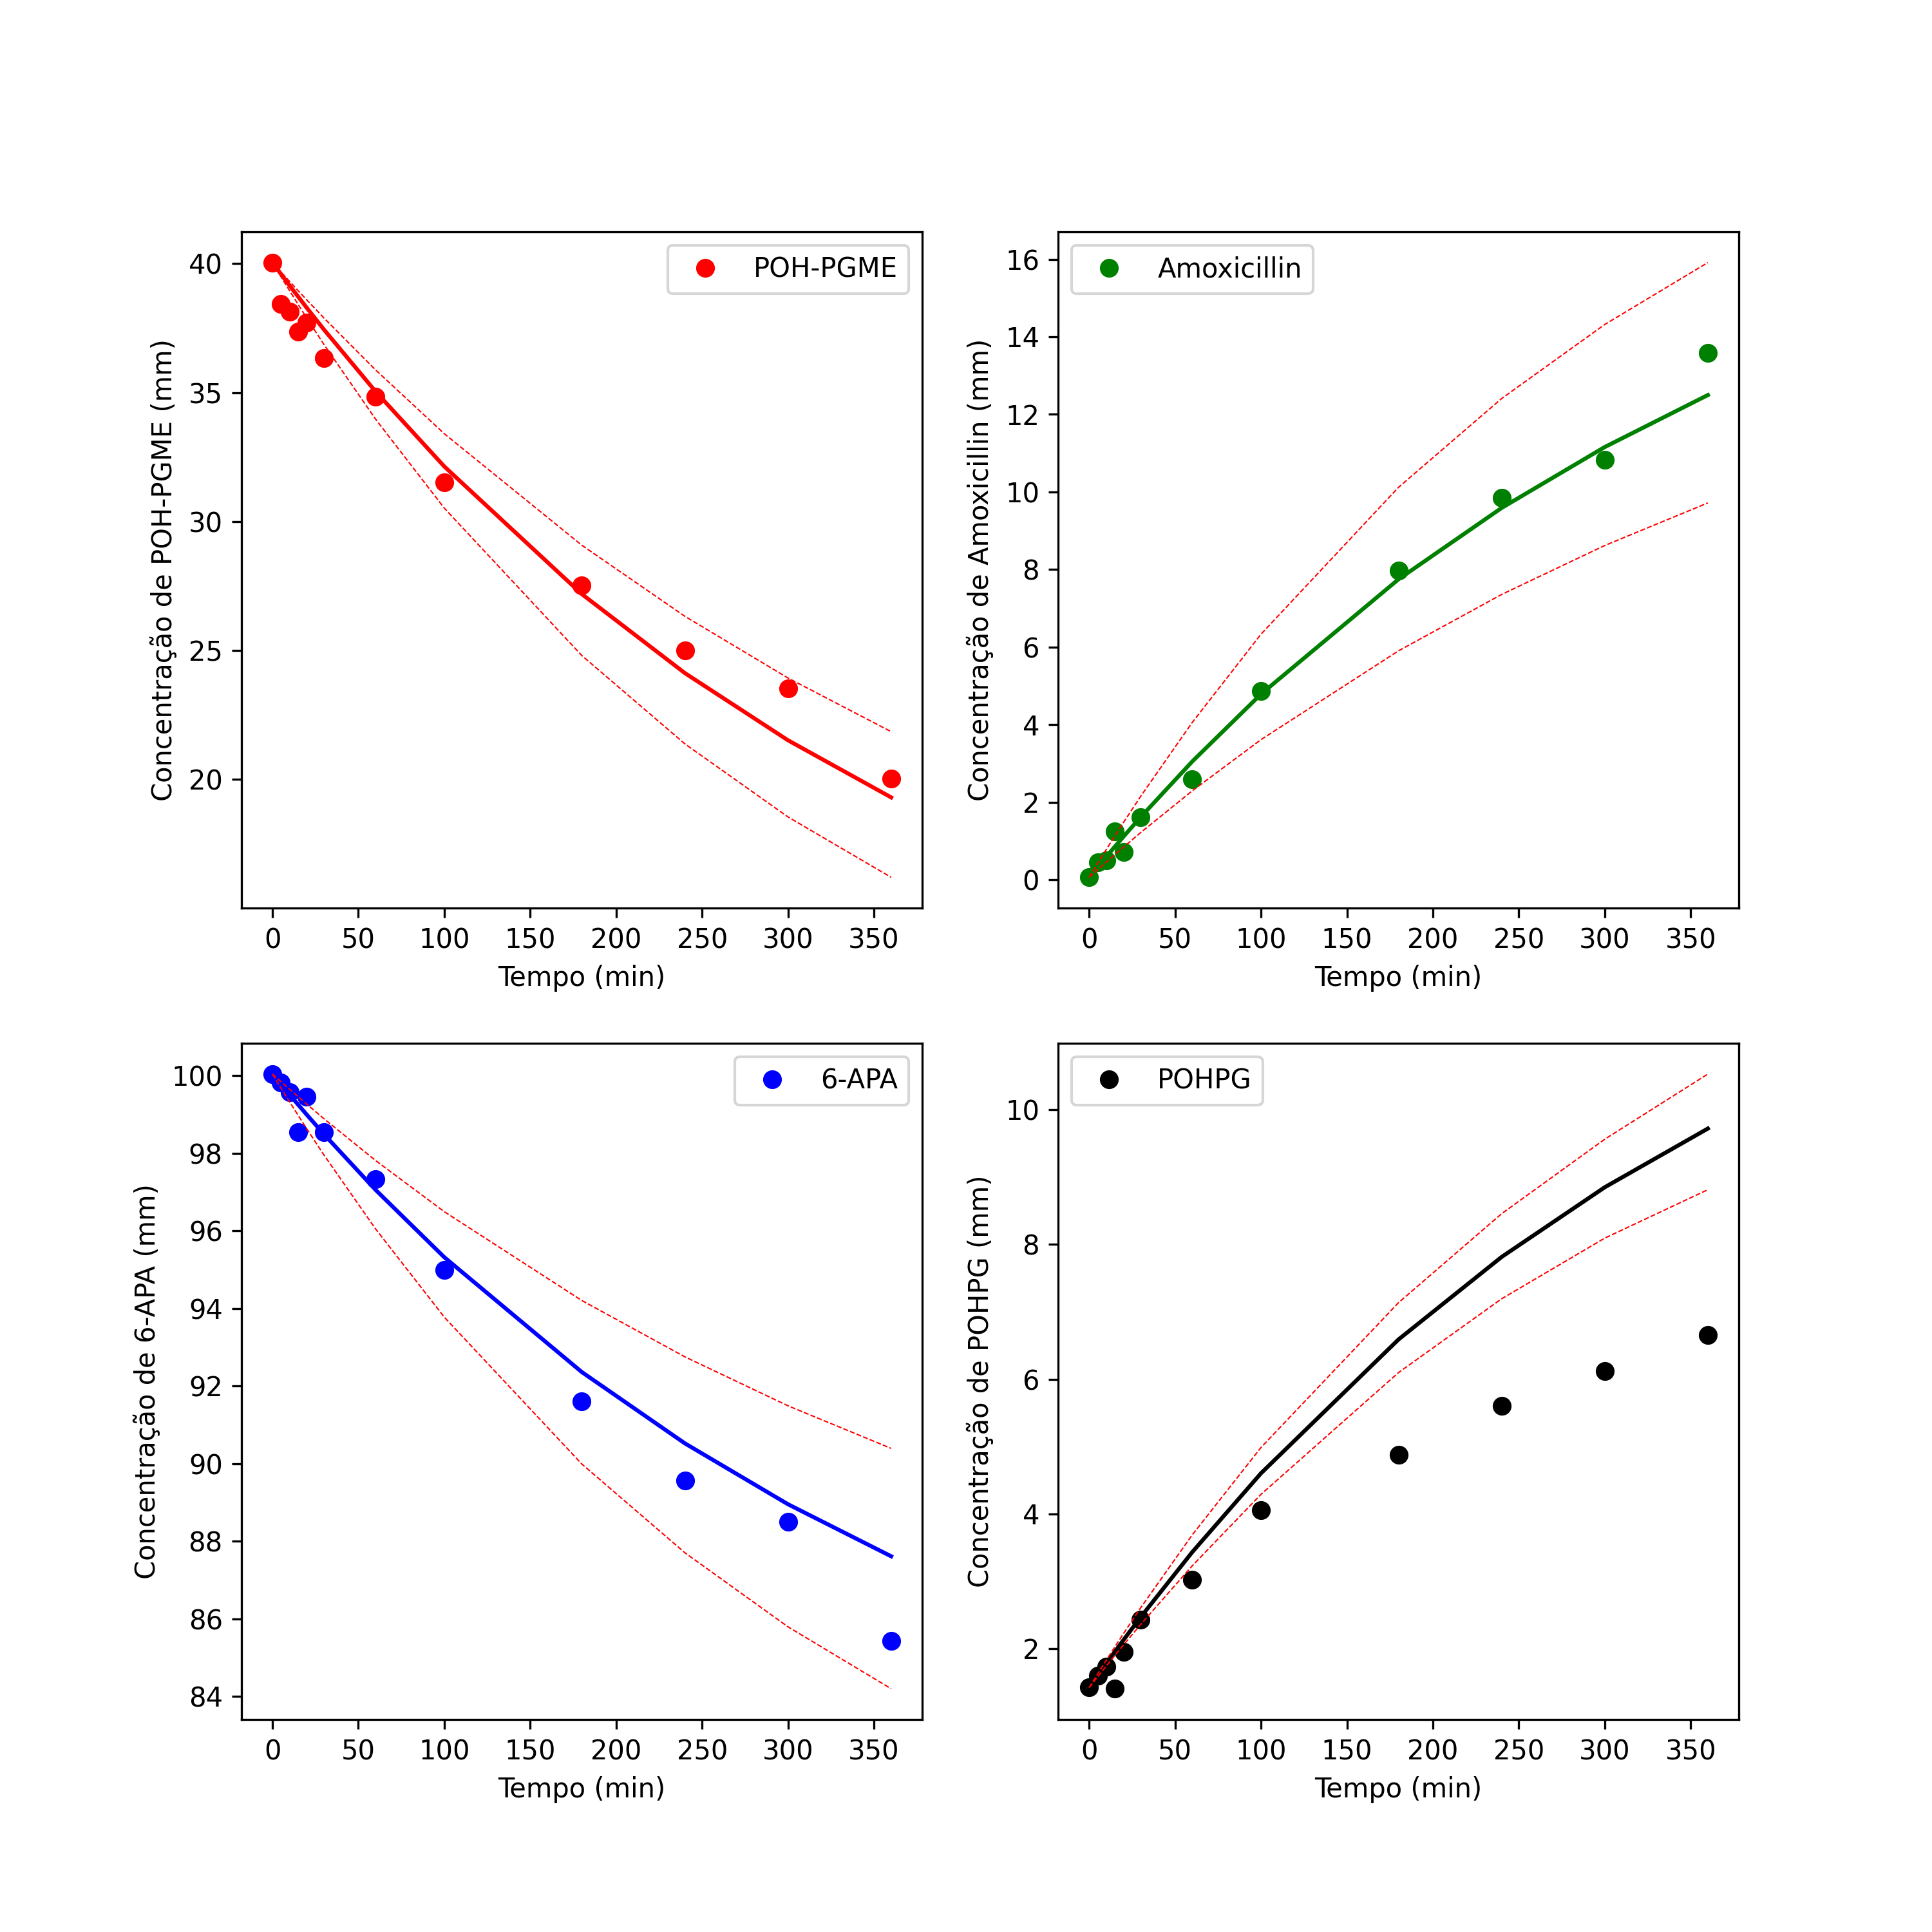 POH-PGME
Concentração de POH-PGME (mm)
40
35
30
25
20
0 50 100 150 200 250 300 350
Tempo (min)
Amoxicillin
Concentração de Amoxicillin (mm)
16
14
12
10
8
6
4
2
0
0 50 100 150 200 250 300 350
Tempo (min)
6-APA
Concentração de 6-APA (mm)
100
98
96
94
92
90
88
86
84
0 50 100 150 200 250 300 350
Tempo (min)
POHPG
Concentração de POHPG (mm)
10
8
6
4
2
0 50 100 150 200 250 300 350
Tempo (min)